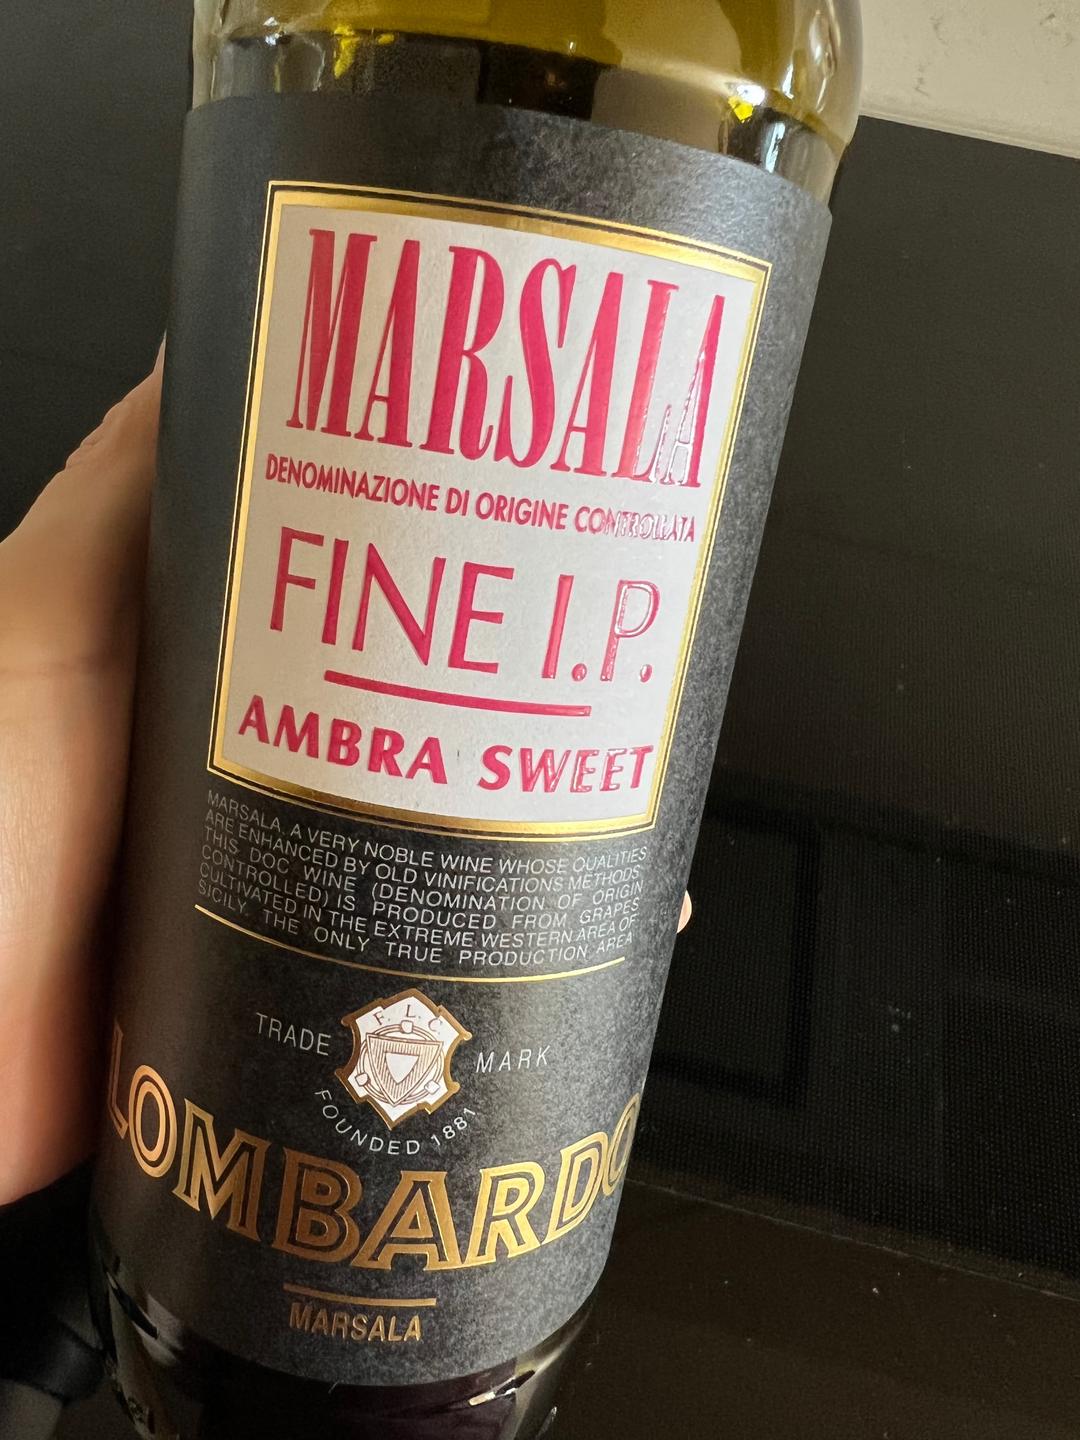 MARSALA
DENOMINAZIONE DI ORIGINE CONTROLLATA
FINE I.P.
AMBRA SWEET
MARSALA, A VERY NOBLE WINE WHOSE QUALITIES
ARE ENHANCED BY OLD VINIFICATIONS METHODS
THIS DOC WINE (DENOMINATION OF ORIGIN
CONTROLLED) IS PRODUCED FROM GRAPES
CULTIVATED IN THE EXTREME WESTERN AREA OF
SICILY, THE ONLY TRUE PRODUCTION AREA
F. L. C.
TRADE MARK
FOUNDED 1881
LOMBARDO
MARSALA